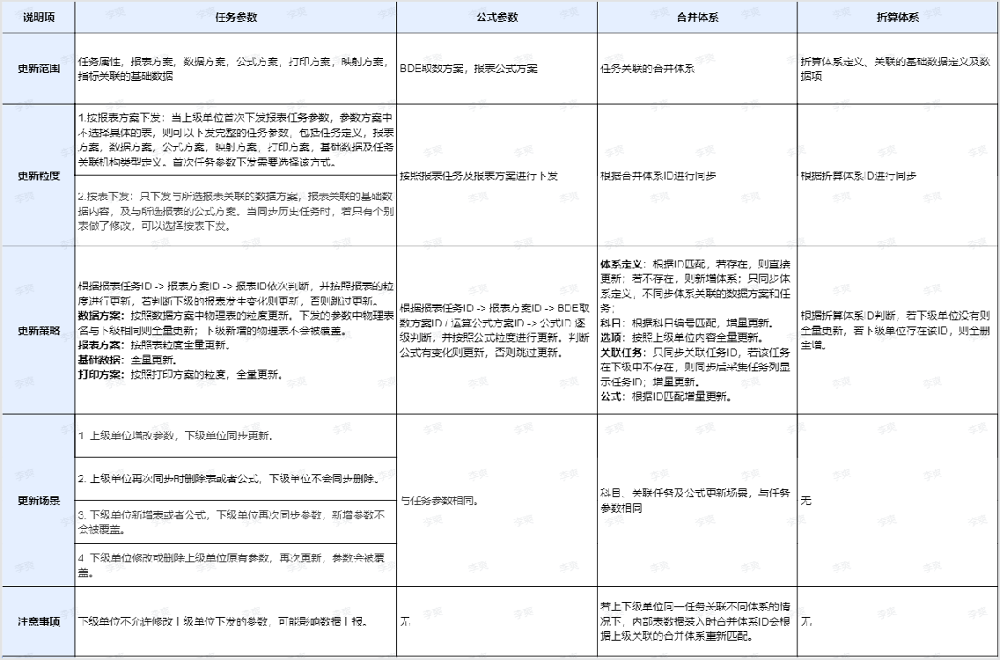 说明项 任务参数 公式参数 合并体系 折算体系
更新范围
任务属性，报表方案，数据方案，公式方案，打印方案，映射方案，
指标关联的基础数据
BDE取数方案，报表公式方案
任务关联的合并体系
折算体系定义、关联的基础数据定义及数
据项
更新粒度
1.按报表方案下发：当上级单位首次下发报表任务参数，参数方案中
不选择具体的表，则可以下发完整的任务参数，包括任务定义，报表
方案，数据方案，公式方案，映射方案，打印方案，基础数据及任务
关联机构类型定义。首次任务参数下发需要选择该方式。
2.按表下发：只下发与所选报表关联的数据方案，报表关联的基础数
据内容，及与所选报表的公式方案。当同步历史任务时，若只有个别
表做了修改，可以选择按表下发。
按照报表任务及报表方案进行下发
根据合并体系ID进行同步
根据折算体系ID进行同步
更新策略
根据报表任务ID -> 报表方案ID -> 报表ID依次判断，并按照报表的粒
度进行更新，若判断下级的报表发生变化则更新，否则跳过更新。
数据方案：按照数据方案中物理表的粒度更新。下发的参数中物理表
名与下级相同则全量更新；下级新增的物理表不会被覆盖。
报表方案：按照表粒度全量更新。
基础数据：全量更新。
打印方案：按照打印方案的粒度，全量更新。
根据报表任务ID -> 报表方案ID -> BDE取
数方案ID / 运算公式方案ID -> 公式ID 逐
级判断，并按照公式粒度进行更新。判断
公式有变化则更新，否则跳过更新。
体系定义：根据ID匹配，若存在，则直接
更新；若不存在，则新增体系；只同步体
系定义，不同步体系关联的数据方案和任
务；
科目：根据科目编号匹配，增量更新。
选项：按照上级单位内容全量更新。
关联任务：只同步关联任务ID，若该任务
在下级中不存在，则同步后采集任务列显
示任务ID；增量更新。
公式：根据ID匹配增量更新。
根据折算体系ID判断，若下级单位没有则
全量更新，若下级单位存在该ID，则全删
全增。
更新场景
1. 上级单位增改参数，下级单位同步更新。
2. 上级单位再次同步时删除表或者公式，下级单位不会同步删除。
3. 下级单位新增表或者公式，下级单位再次同步参数，新增参数不
会被覆盖。
4. 下级单位修改或删除上级单位原有参数，再次更新，参数会被覆
盖。
与任务参数相同。
科目、关联任务及公式更新场景，与任务
参数相同
无
注意事项
下级单位不允许修改上级单位下发的参数，可能影响数据上报。
无
若上下级单位同一任务关联不同体系的情
况下，内部表数据装入时合并体系ID会根
据上级关联的合并体系重新匹配。
无